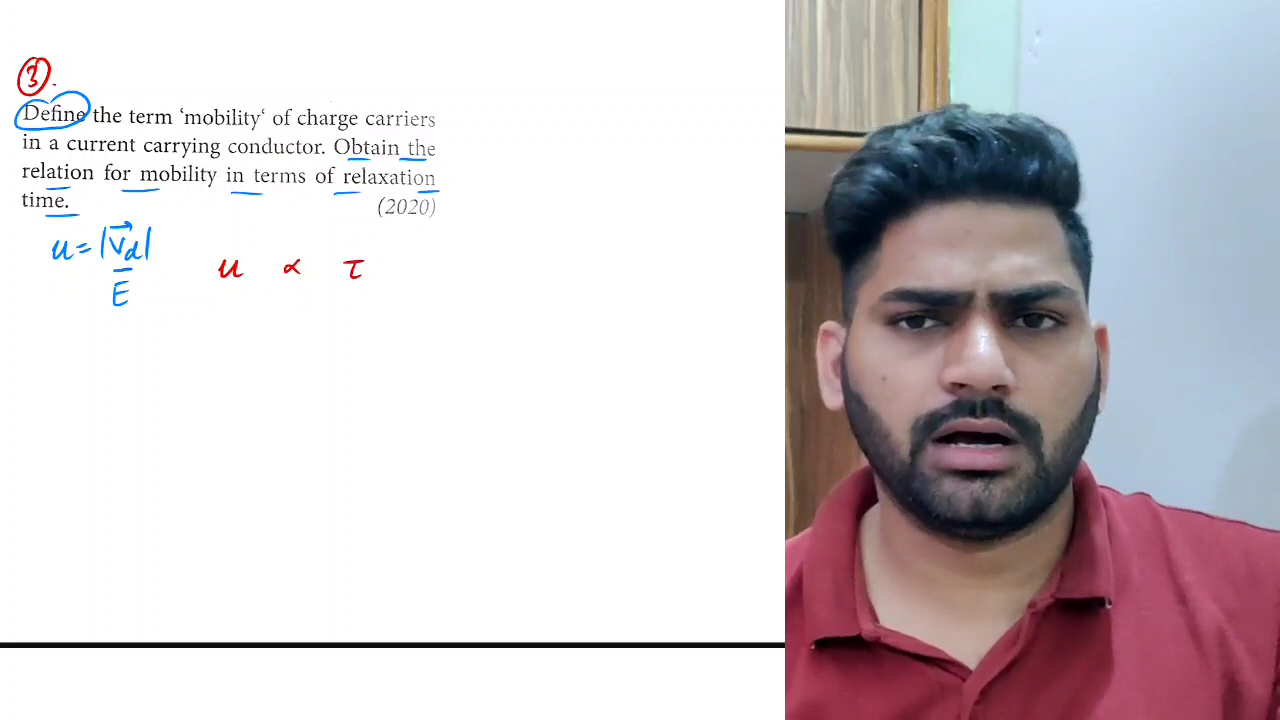 3
Define the term ‘mobility‘ of charge carriers
in a current carrying conductor. Obtain the
relation for mobility in terms of relaxation
time. (2020)
u = |v⃗d| / E u ∝ τ